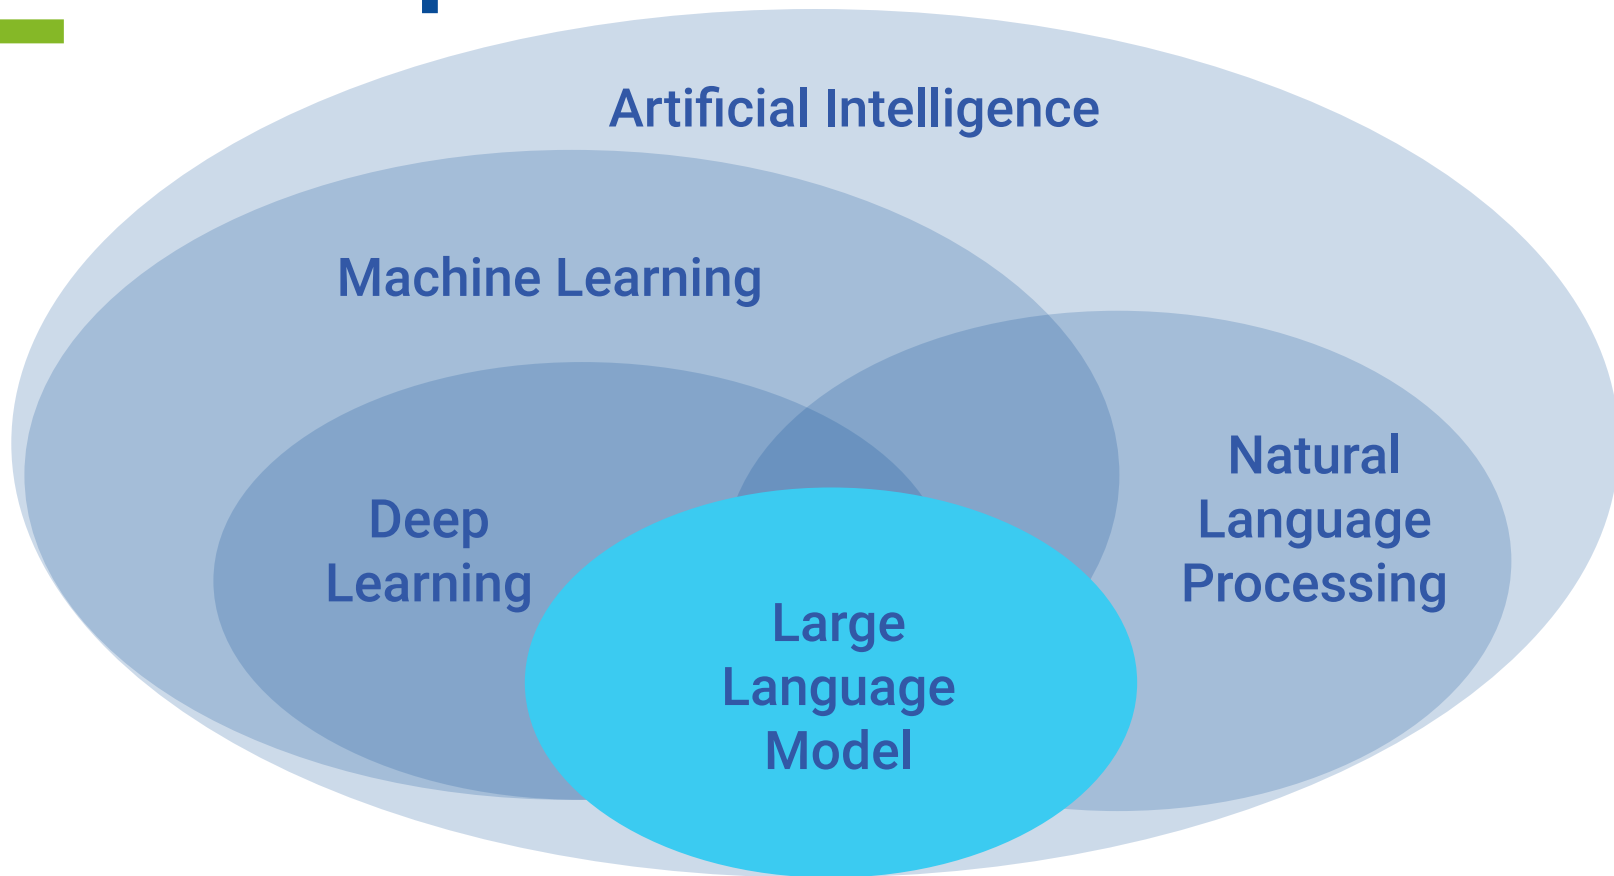 Artificial Intelligence
Machine Learning
Natural
Language
Processing
Deep
Learning
Large
Language
Model